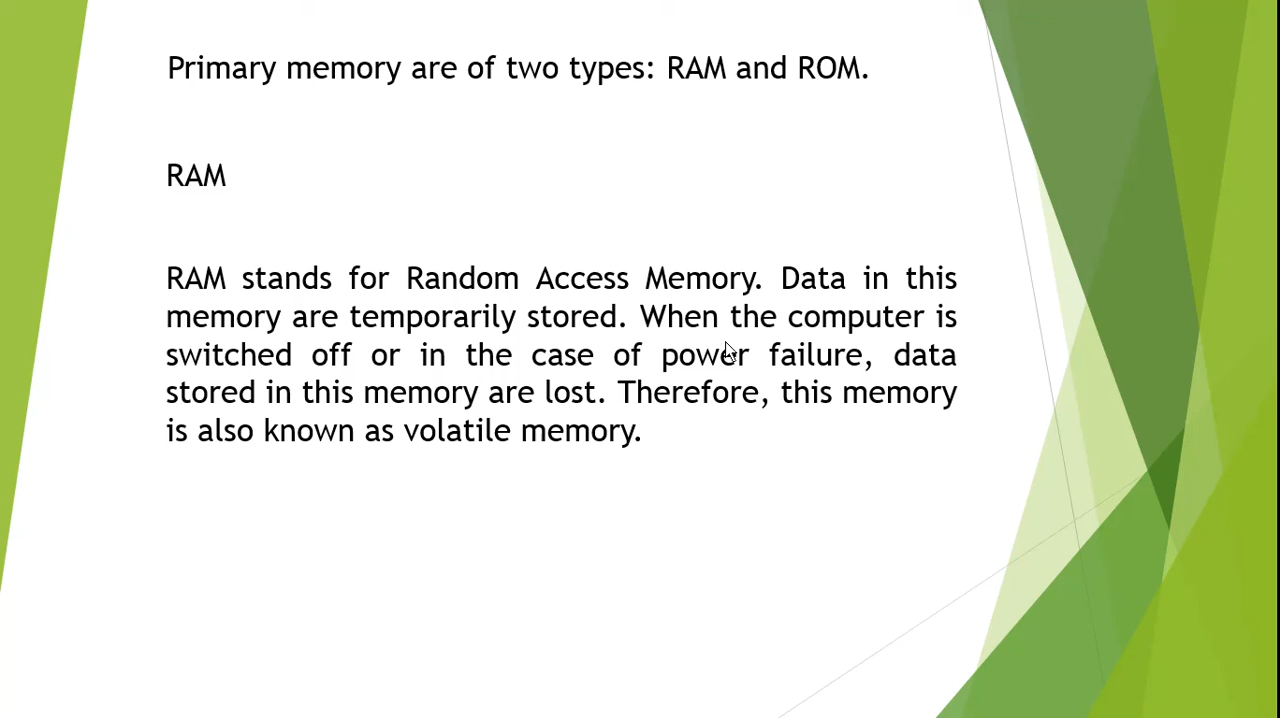 Primary memory are of two types: RAM and ROM.
RAM
RAM stands for Random Access Memory. Data in this
memory are temporarily stored. When the computer is
switched off or in the case of power failure, data
stored in this memory are lost. Therefore, this memory
is also known as volatile memory.